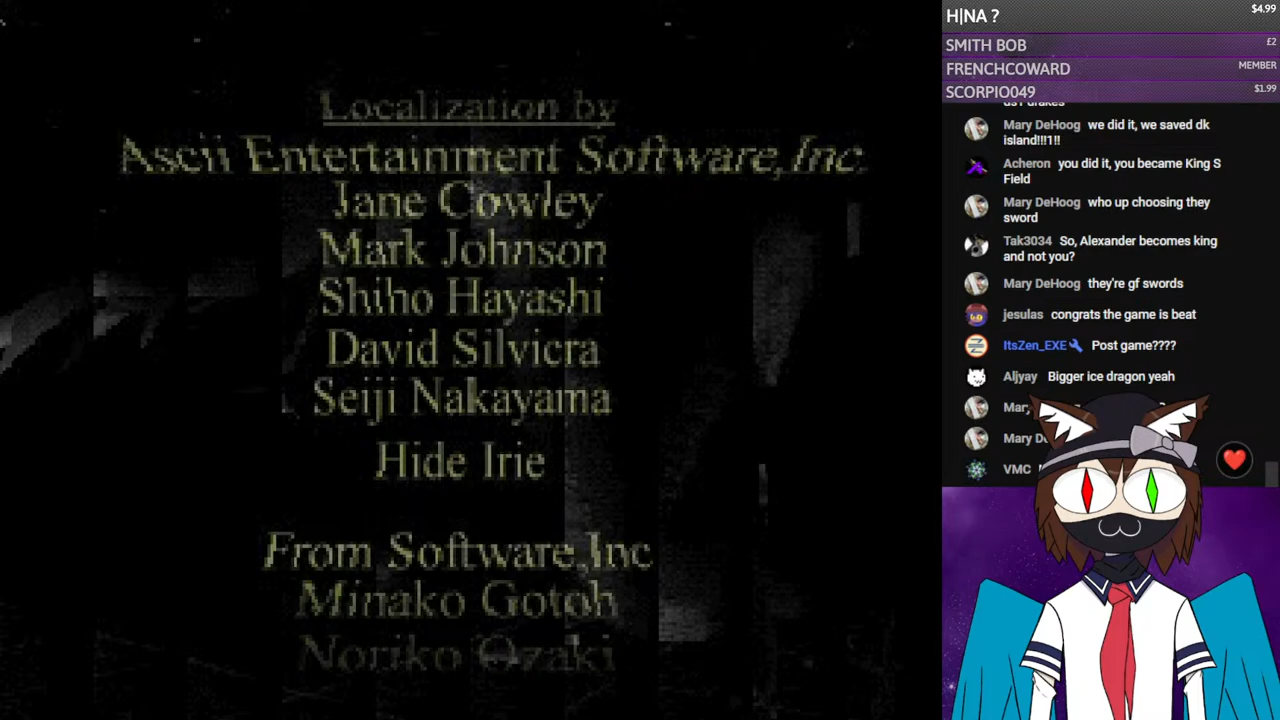 Localization by
Ascii Entertainment Software, Inc.
Jane Cowley
Mark Johnson
Shiho Hayashi
David Silvicra
Seiji Nakayama
Hide Irie
From Software.Inc
Minako Gotoh
Noriko Ozaki
H|NA ? $4.99
SMITH BOB £2
FRENCHCOWARD MEMBER
SCORPIO049 $1.99
Mary DeHoog we did it, we saved dk
island!!!1!!
Acheron you did it, you became King S
Field
Mary DeHoog who up choosing they
sword
Tak3034 So, Alexander becomes king
and not you?
Mary DeHoog they're gf swords
jesulas congrats the game is beat
ItsZen_EXE Post game????
Aljyay Bigger ice dragon yeah
VMC